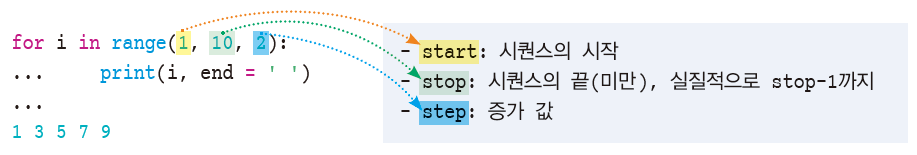 for i in range(1, 10, 2):
...     print(i, end = ' ')
...
1 3 5 7 9
- start: 시퀀스의 시작
- stop: 시퀀스의 끝(미만), 실질적으로 stop-1까지
- step: 증가 값